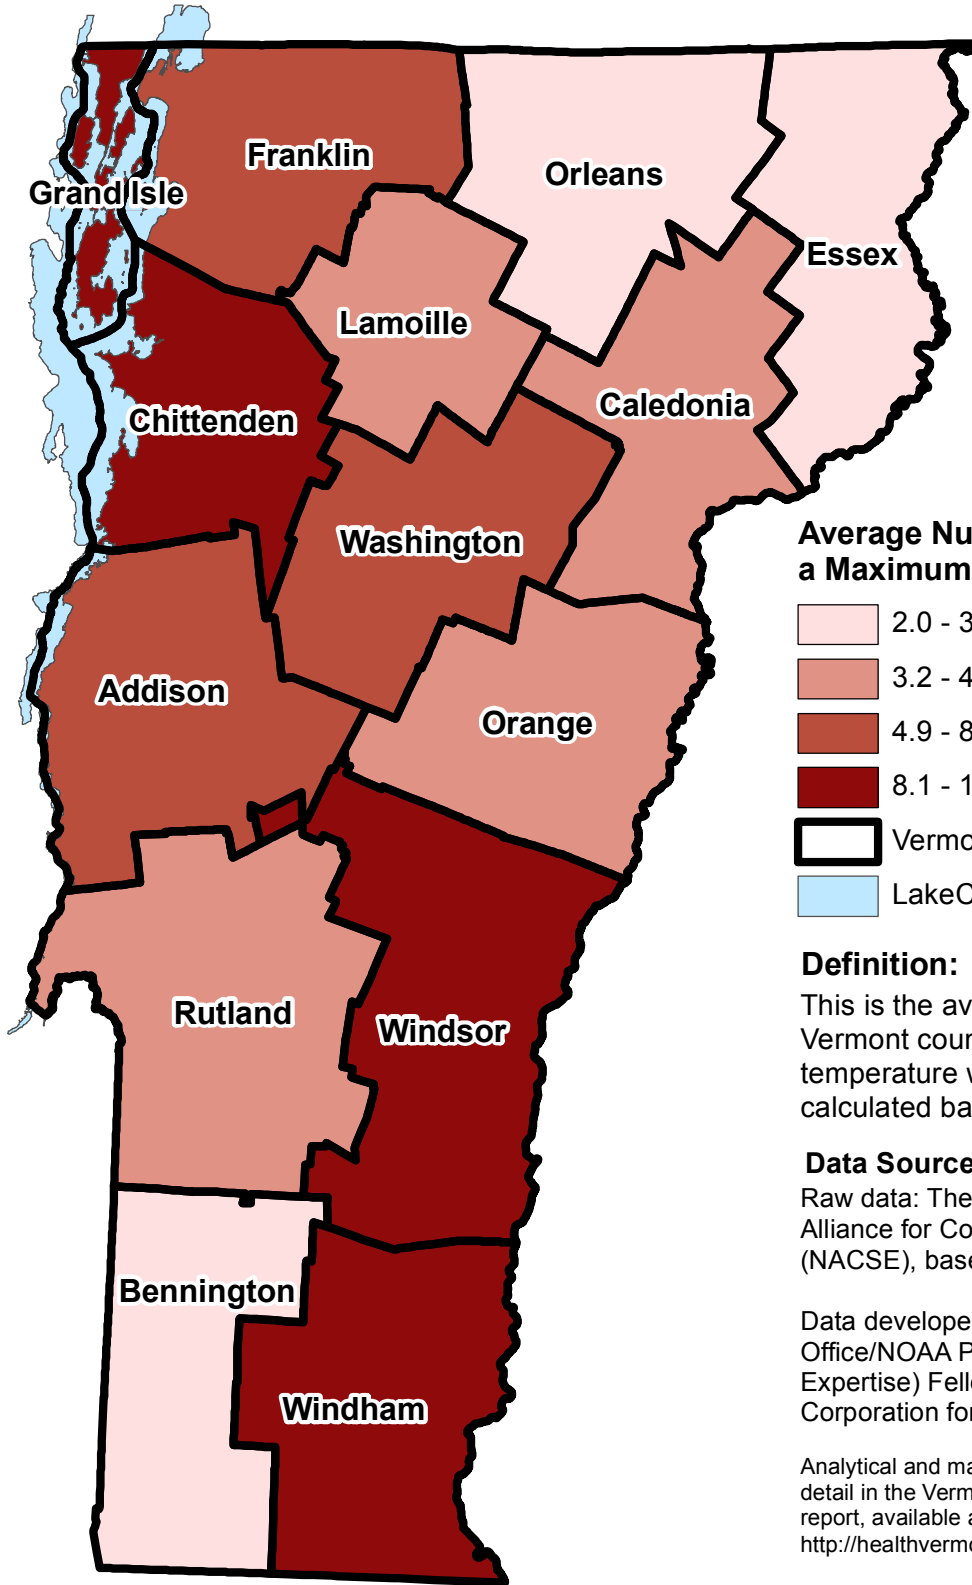 Franklin
Orleans
Grand Isle
Essex
Lamoille
Caledonia
Chittenden
Washington
Addison
Orange
Rutland
Windsor
Bennington
Windham
Average Nu
a Maximum
2.0 - 3
3.2 - 4
4.9 - 8
8.1 - 1
Vermo
LakeC
Definition:
This is the av
Vermont coun
temperature w
calculated ba
Data Source
Raw data: The
Alliance for Co
(NACSE), base
Data develope
Office/NOAA P
Expertise) Fell
Corporation for
Analytical and ma
detail in the Verm
report, available a
http://healthvermo